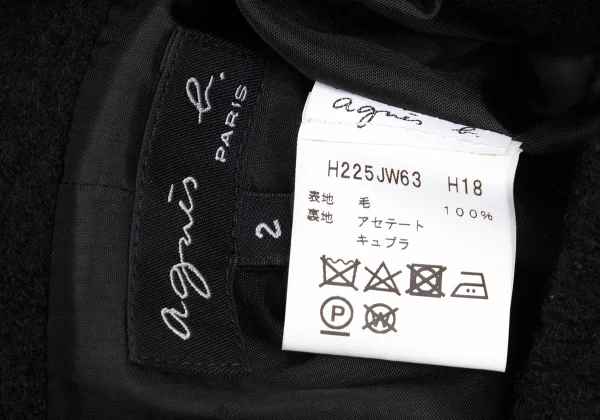 agnès b.
PARIS
2
agnès b.
H225JW63 H18
表地 毛 100%
裏地 アセテート
キュプラ
P
W